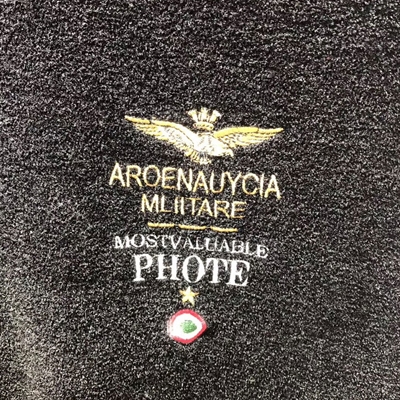 AROENAUYCIA
MLIITARE
MOSTVALUABLE
PHOTE